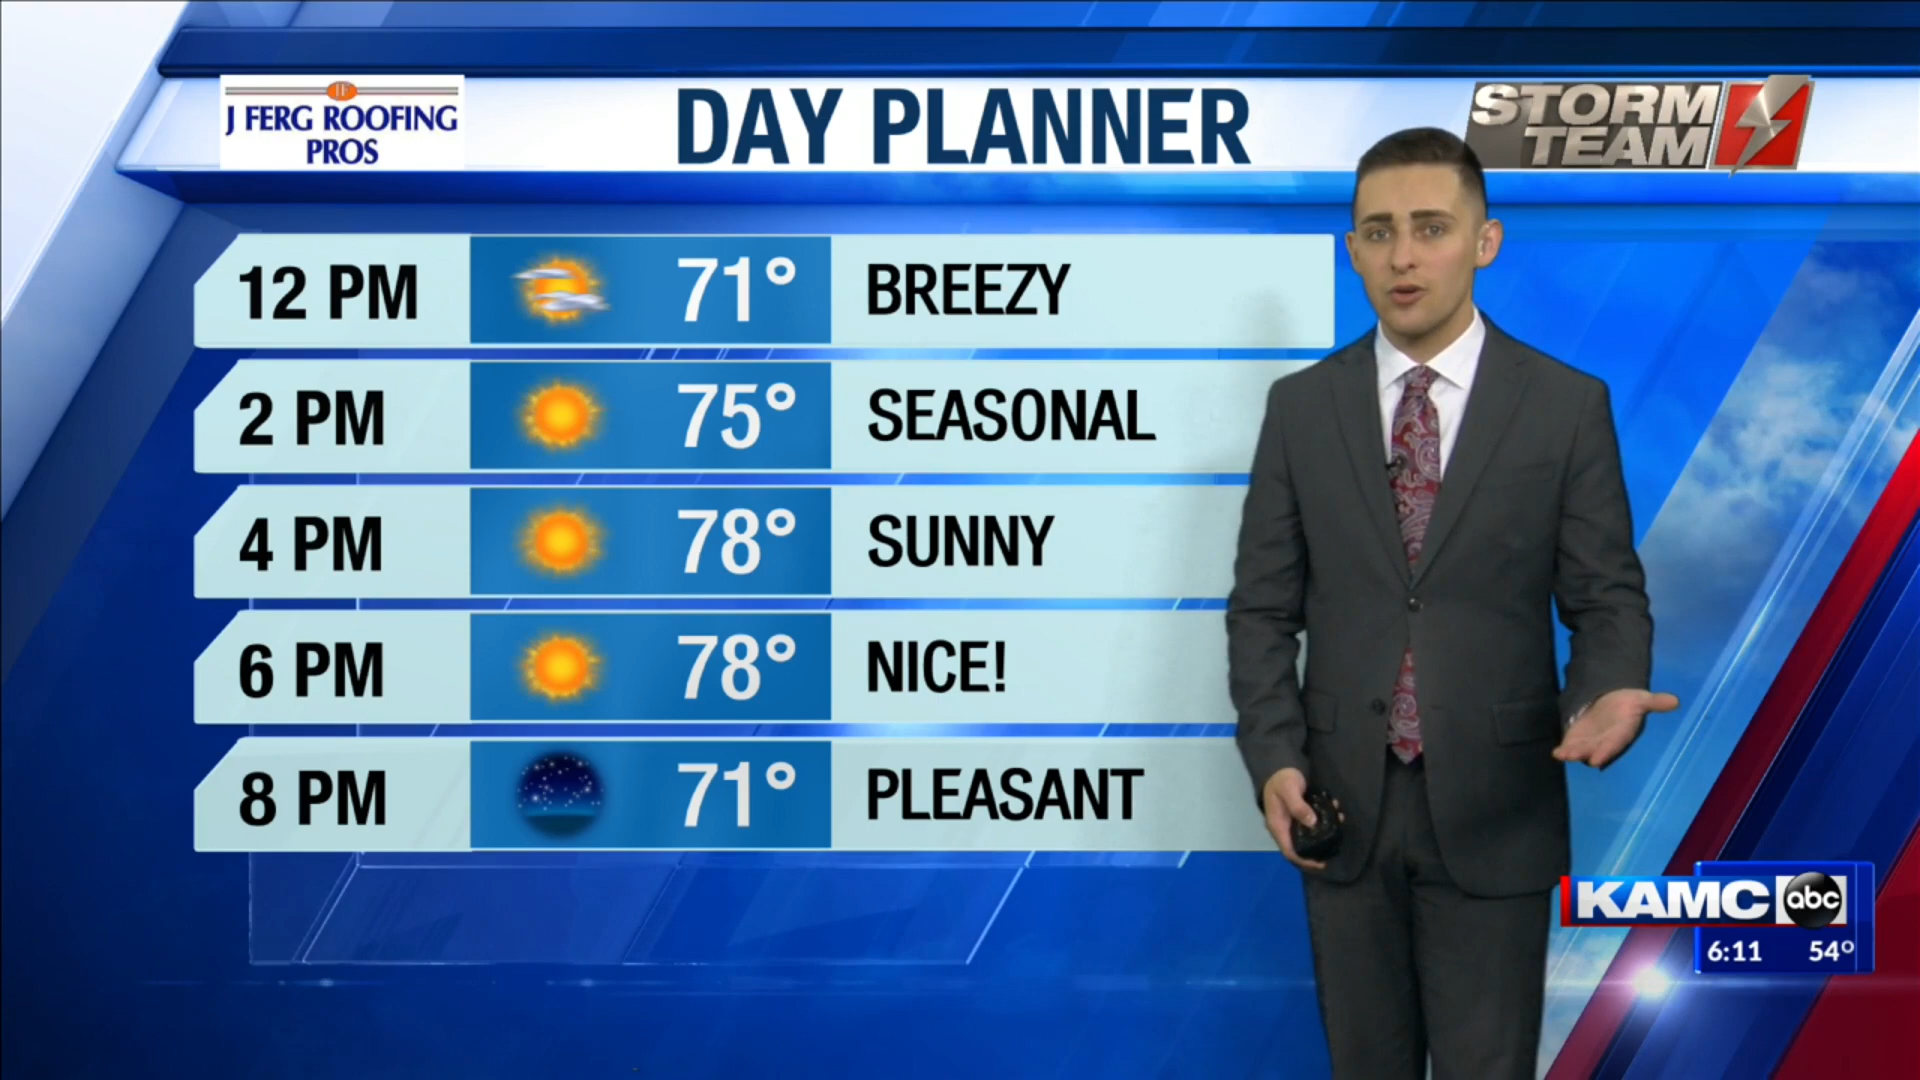 JF
J FERG ROOFING
PROS
DAY PLANNER
STORM
TEAM
12 PM 71° BREEZY
2 PM 75° SEASONAL
4 PM 78° SUNNY
6 PM 78° NICE!
8 PM 71° PLEASANT
KAMC abc
6:11 54°